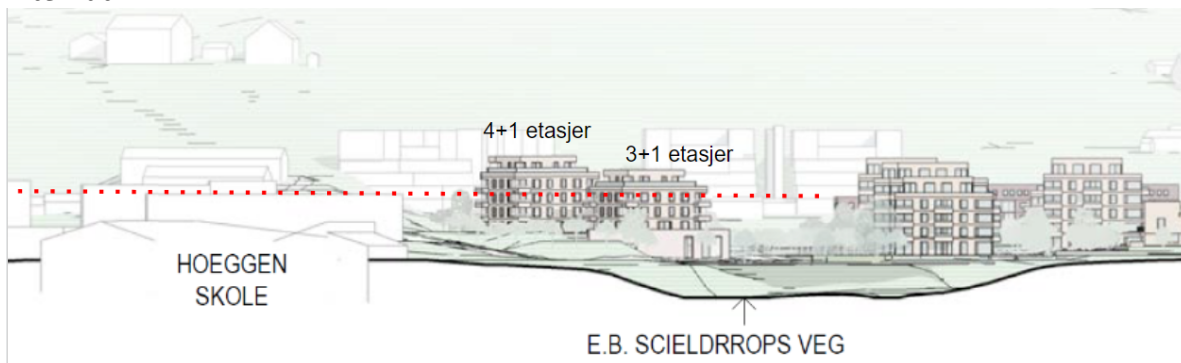 4+1 etasjer
3+1 etasjer
HOEGGEN
SKOLE
E.B. SCIELDRROPS VEG